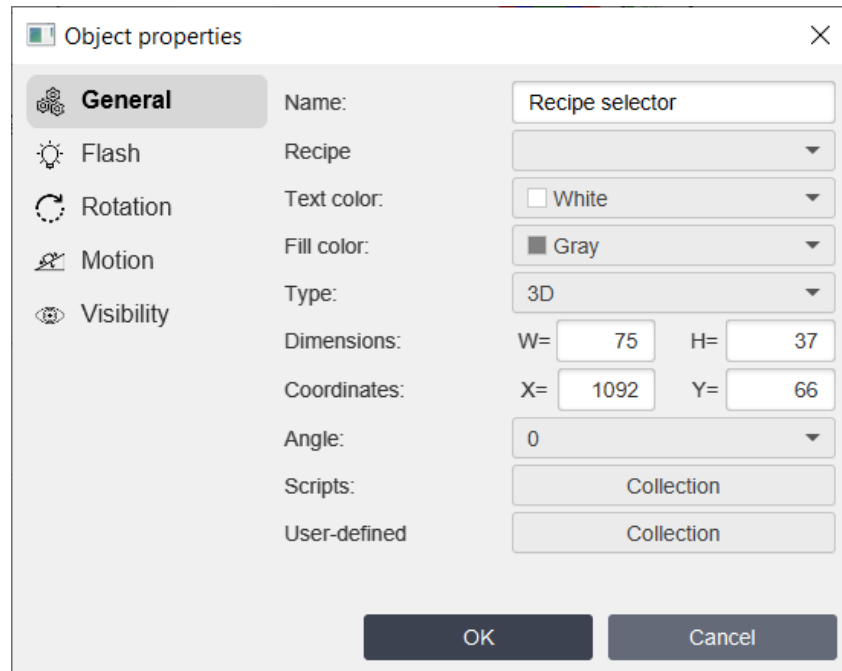 Object properties
General
Flash
Rotation
Motion
Visibility
Name: Recipe selector
Recipe
Text color: White
Fill color: Gray
Type: 3D
Dimensions: W= 75 H= 37
Coordinates: X= 1092 Y= 66
Angle: 0
Scripts: Collection
User-defined Collection
OK Cancel